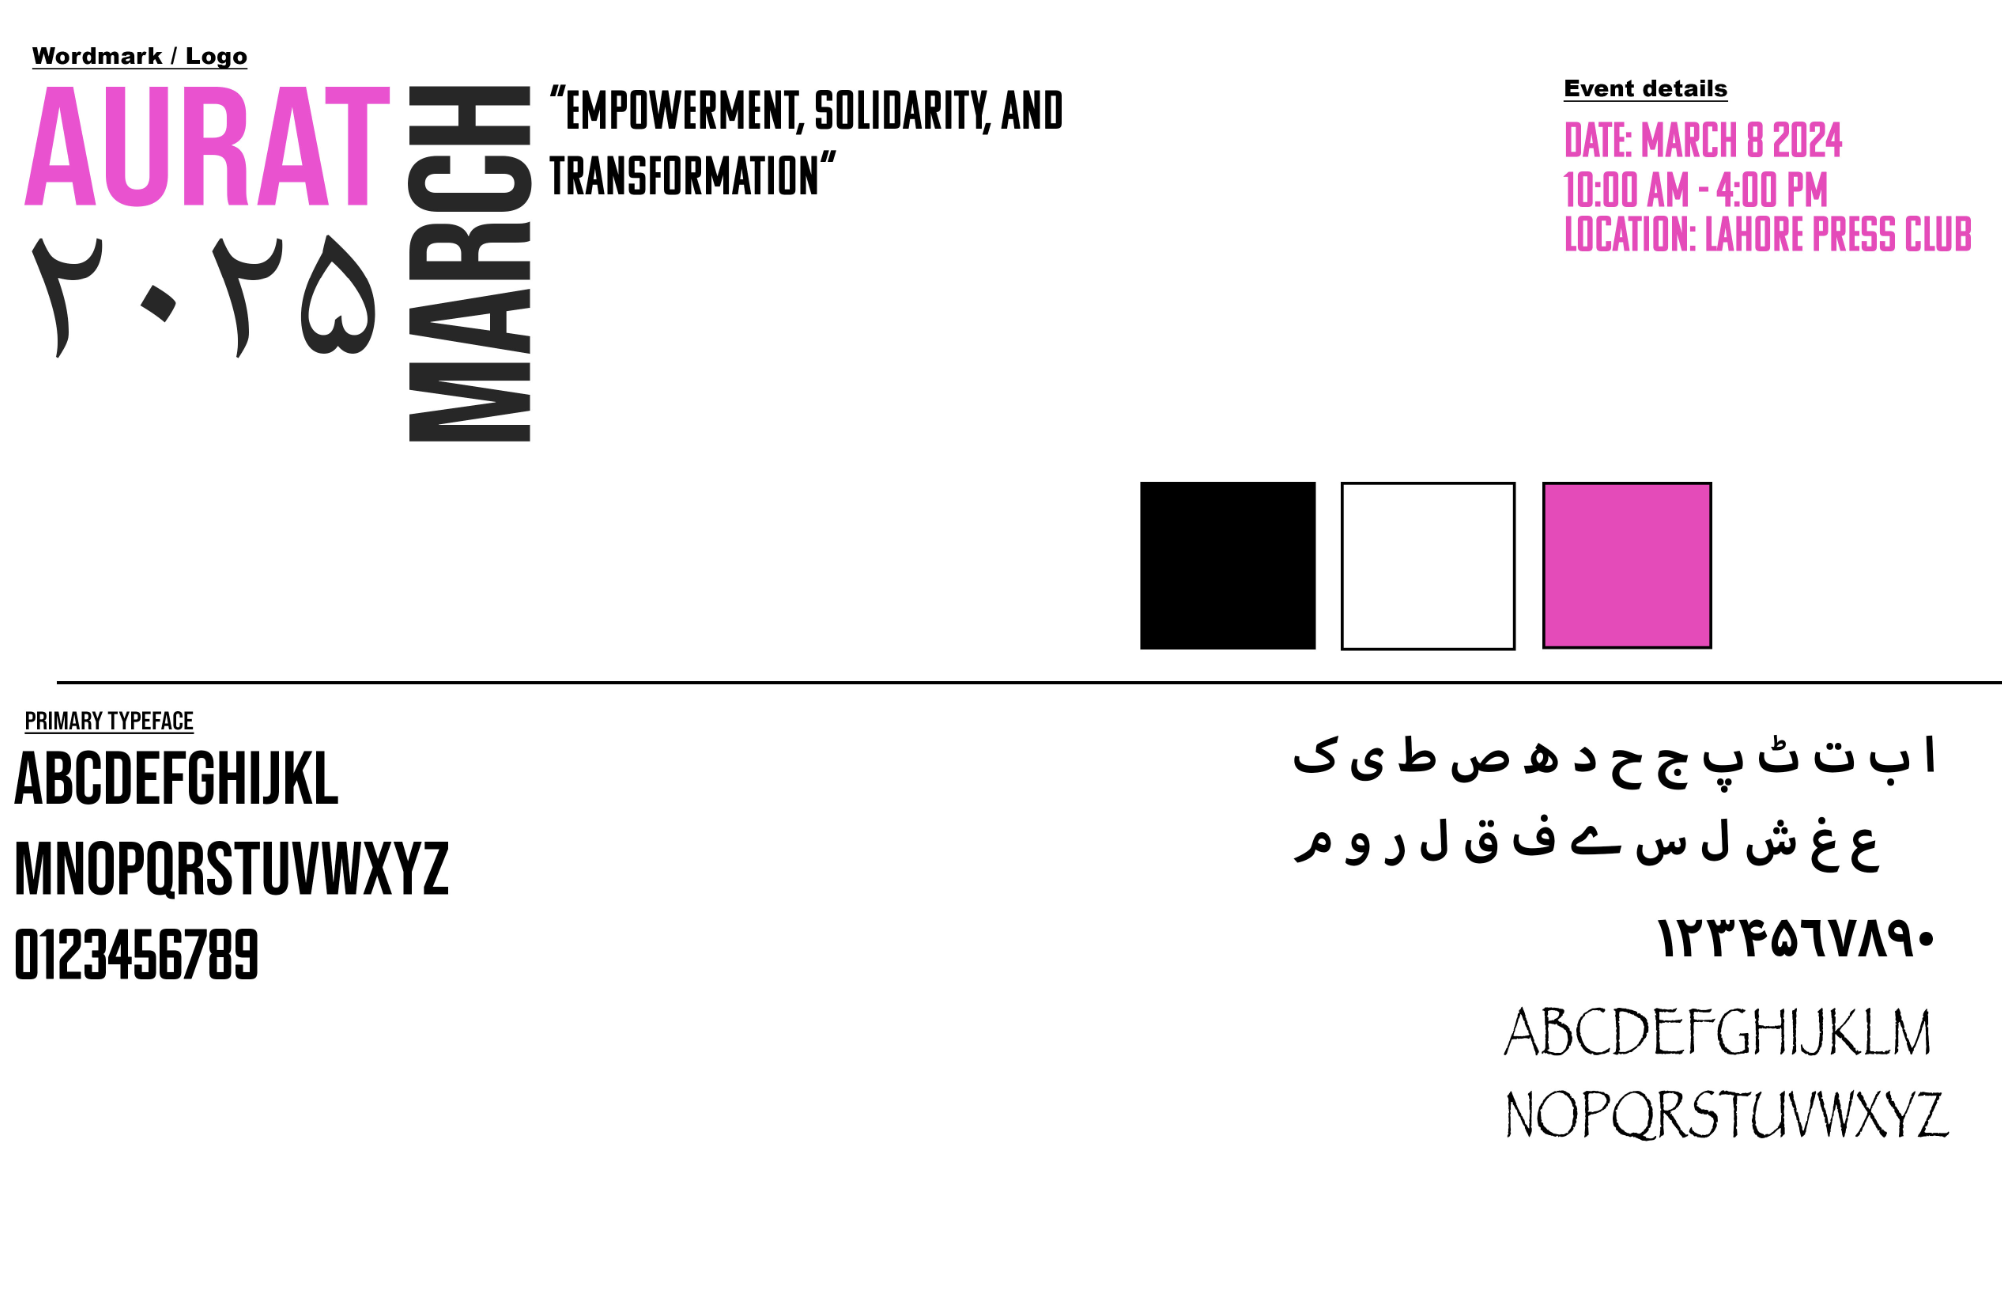 Wordmark / Logo
AURAT
MARCH
۲۰۲۵
"EMPOWERMENT, SOLIDARITY, AND
TRANSFORMATION"
Event details
DATE: MARCH 8 2024
10:00 AM - 4:00 PM
LOCATION: LAHORE PRESS CLUB
PRIMARY TYPEFACE
ABCDEFGHIJKL
MNOPQRSTUVWXYZ
0123456789
ا ب ت ٹ پ ج ح د ھ ص ط ی ک
ع غ ش ل س ے ف ق ل ر و م
۱۲۳۴۵۶۷۸۹۰
ABCDEFGHIJKLM
NOPQRSTUVWXYZ